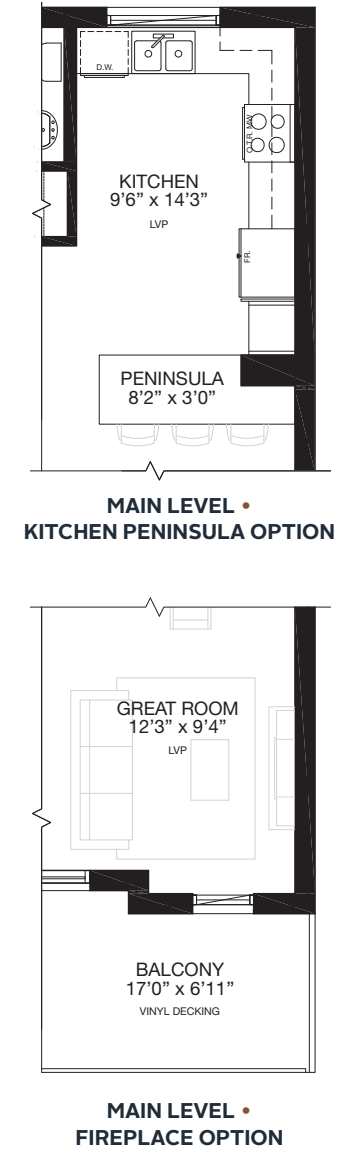 D.W.
O.T.R. MW
KITCHEN
9’6” x 14’3”
LVP
FR.
PENINSULA
8’2” x 3’0”
MAIN LEVEL •
KITCHEN PENINSULA OPTION
GREAT ROOM
12’3” x 9’4”
LVP
BALCONY
17’0” x 6’11”
VINYL DECKING
MAIN LEVEL •
FIREPLACE OPTION